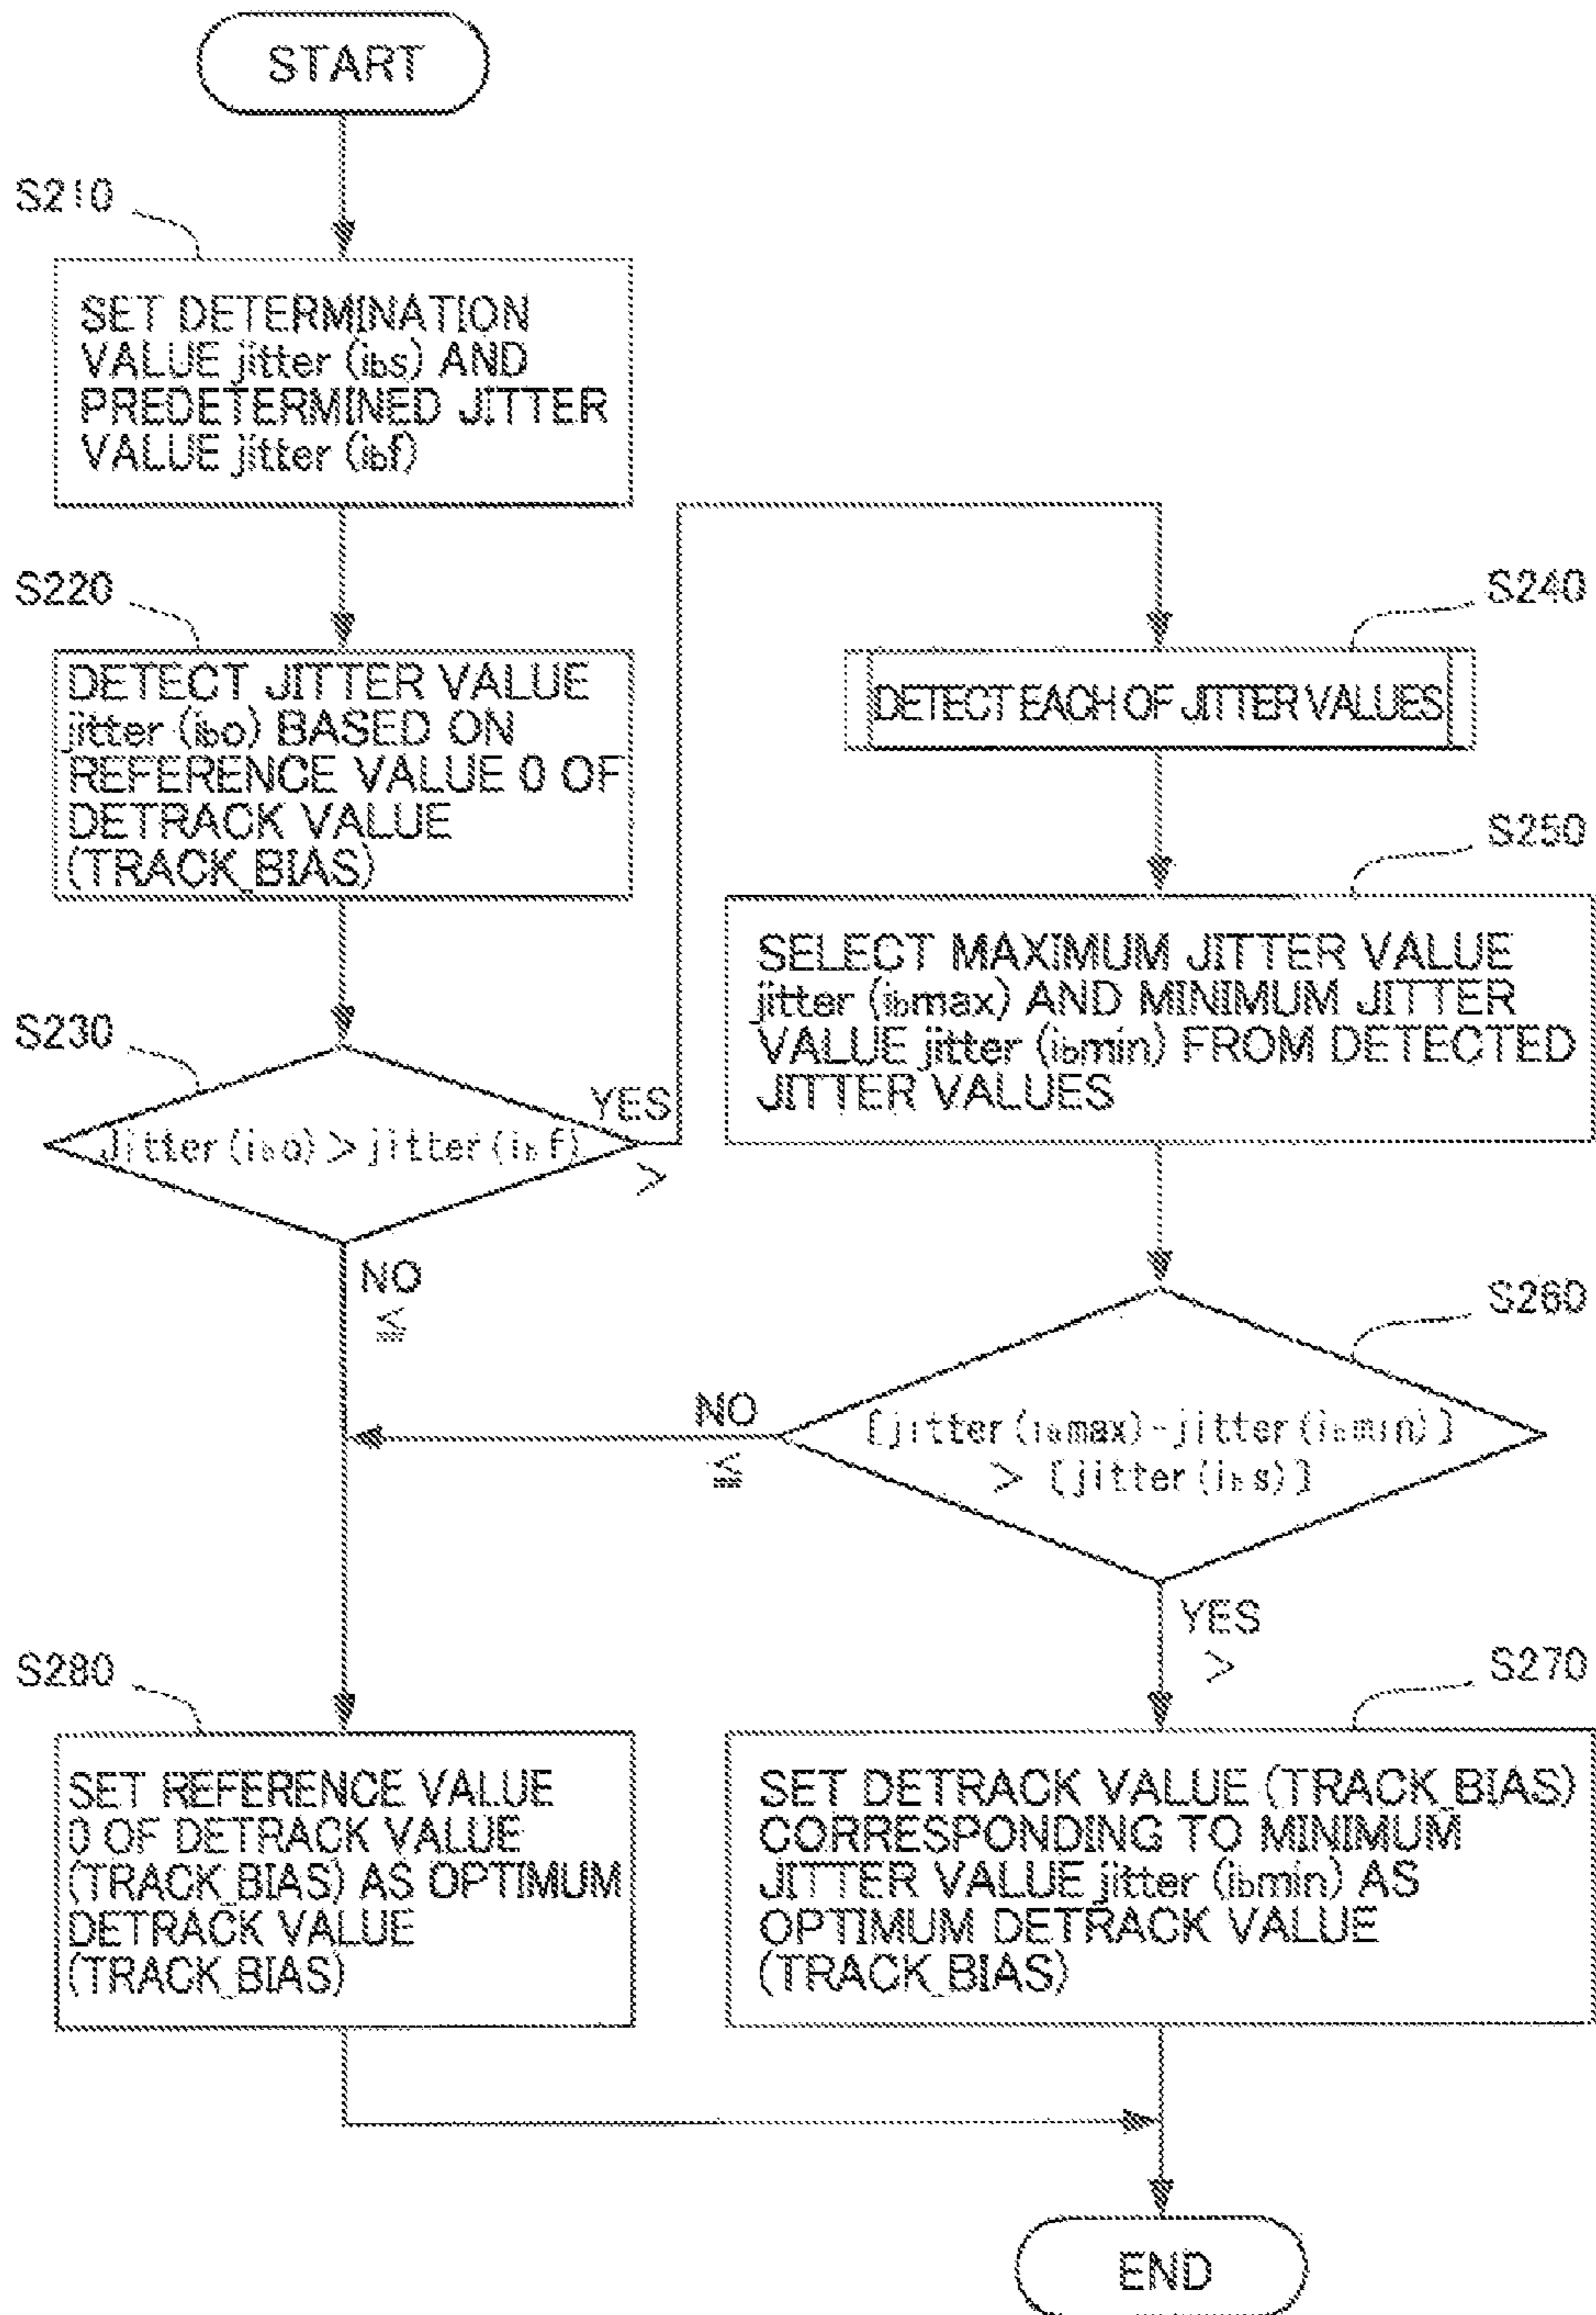 START
S210
SET DETERMINATION
VALUE jitter (ibs) AND
PREDETERMINED JITTER
VALUE jitter (ibf)
S220
DETECT JITTER VALUE
jitter (ibo) BASED ON
REFERENCE VALUE 0 OF
DETRACK VALUE
(TRACK_BIAS)
S230
Jitter(ibo) > jitter(ibf)
YES
>
NO
≦
S240
DETECT EACH OF JITTER VALUES
S250
SELECT MAXIMUM JITTER VALUE
jitter (ibmax) AND MINIMUM JITTER
VALUE jitter (ibmin) FROM DETECTED
JITTER VALUES
S260
[jitter(ibmax)-jitter(ibmin)]
> [jitter(ibs)]
NO
≦
YES
>
S270
SET DETRACK VALUE (TRACK_BIAS)
CORRESPONDING TO MINIMUM
JITTER VALUE jitter (ibmin) AS
OPTIMUM DETRACK VALUE
(TRACK_BIAS)
S280
SET REFERENCE VALUE
0 OF DETRACK VALUE
(TRACK_BIAS) AS OPTIMUM
DETRACK VALUE
(TRACK_BIAS)
END